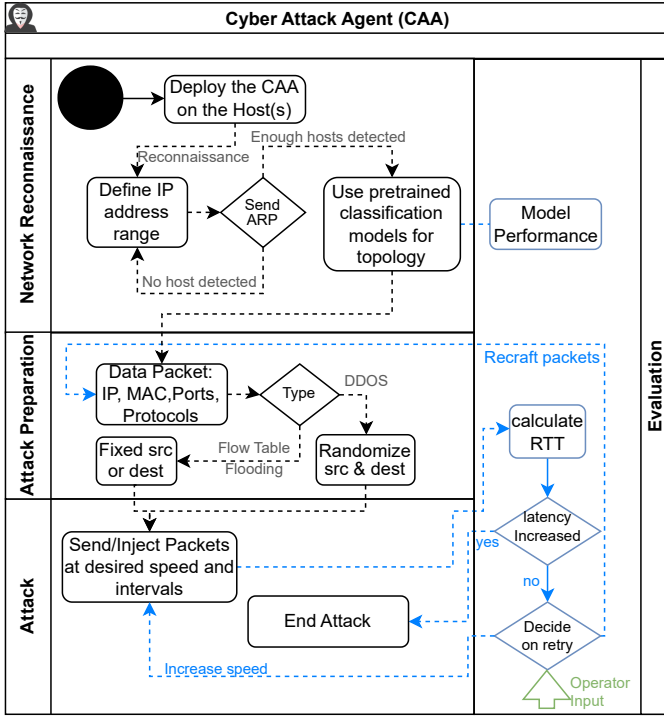 Cyber Attack Agent (CAA)
Network Reconnaissance
Deploy the CAA
on the Host(s)
Enough hosts detected
Reconnaissance
Define IP
address
range
Send
ARP
No host detected
Use pretrained
classification
models for
topology
Model
Performance
Evaluation
Attack Preparation
Recraft packets
Data Packet:
IP, MAC,Ports,
Protocols
Type
DDOS
Flow Table
Flooding
Fixed src
or dest
Randomize
src & dest
calculate
RTT
Attack
Send/Inject Packets
at desired speed and
intervals
latency
Increased
yes
no
End Attack
Decide
on retry
Increase speed
Operator
Input